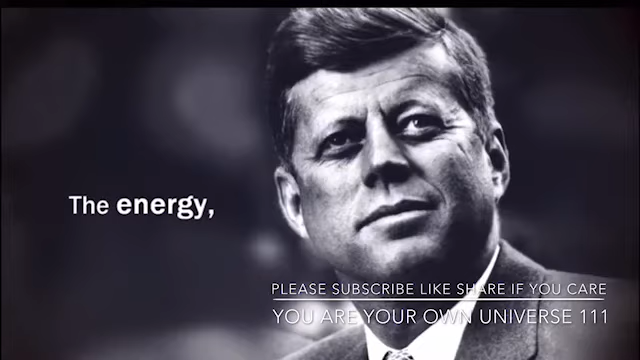 The energy,
PLEASE SUBSCRIBE LIKE SHARE IF YOU CARE
YOU ARE YOUR OWN UNIVERSE 111